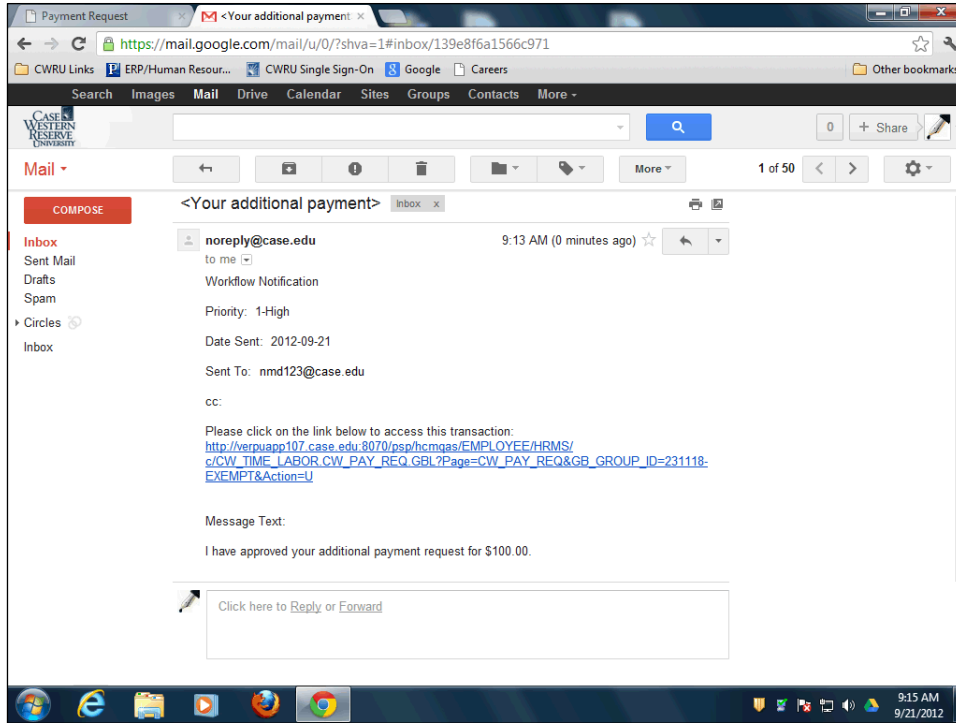 Payment Request
<Your additional payment
https://mail.google.com/mail/u/0/?shva=1#inbox/139e8f6a1566c971
CWRU Links ERP/Human Resour... CWRU Single Sign-On Google Careers Other bookmarks
Search Images Mail Drive Calendar Sites Groups Contacts More
CASE
WESTERN
RESERVE
UNIVERSITY
0 + Share
Mail
More
1 of 50
COMPOSE
Inbox
Sent Mail
Drafts
Spam
Circles
Inbox
<Your additional payment> Inbox x
noreply@case.edu 9:13 AM (0 minutes ago)
to me
Workflow Notification
Priority: 1-High
Date Sent: 2012-09-21
Sent To: nmd123@case.edu
cc:
Please click on the link below to access this transaction:
http://verpuapp107.case.edu:8070/psp/hcmqas/EMPLOYEE/HRMS/
c/CW_TIME_LABOR.CW_PAY_REQ.GBL?Page=CW_PAY_REQ&GB_GROUP_ID=231118-
EXEMPT&Action=U
Message Text:
I have approved your additional payment request for $100.00.
Click here to Reply or Forward
9:15 AM
9/21/2012